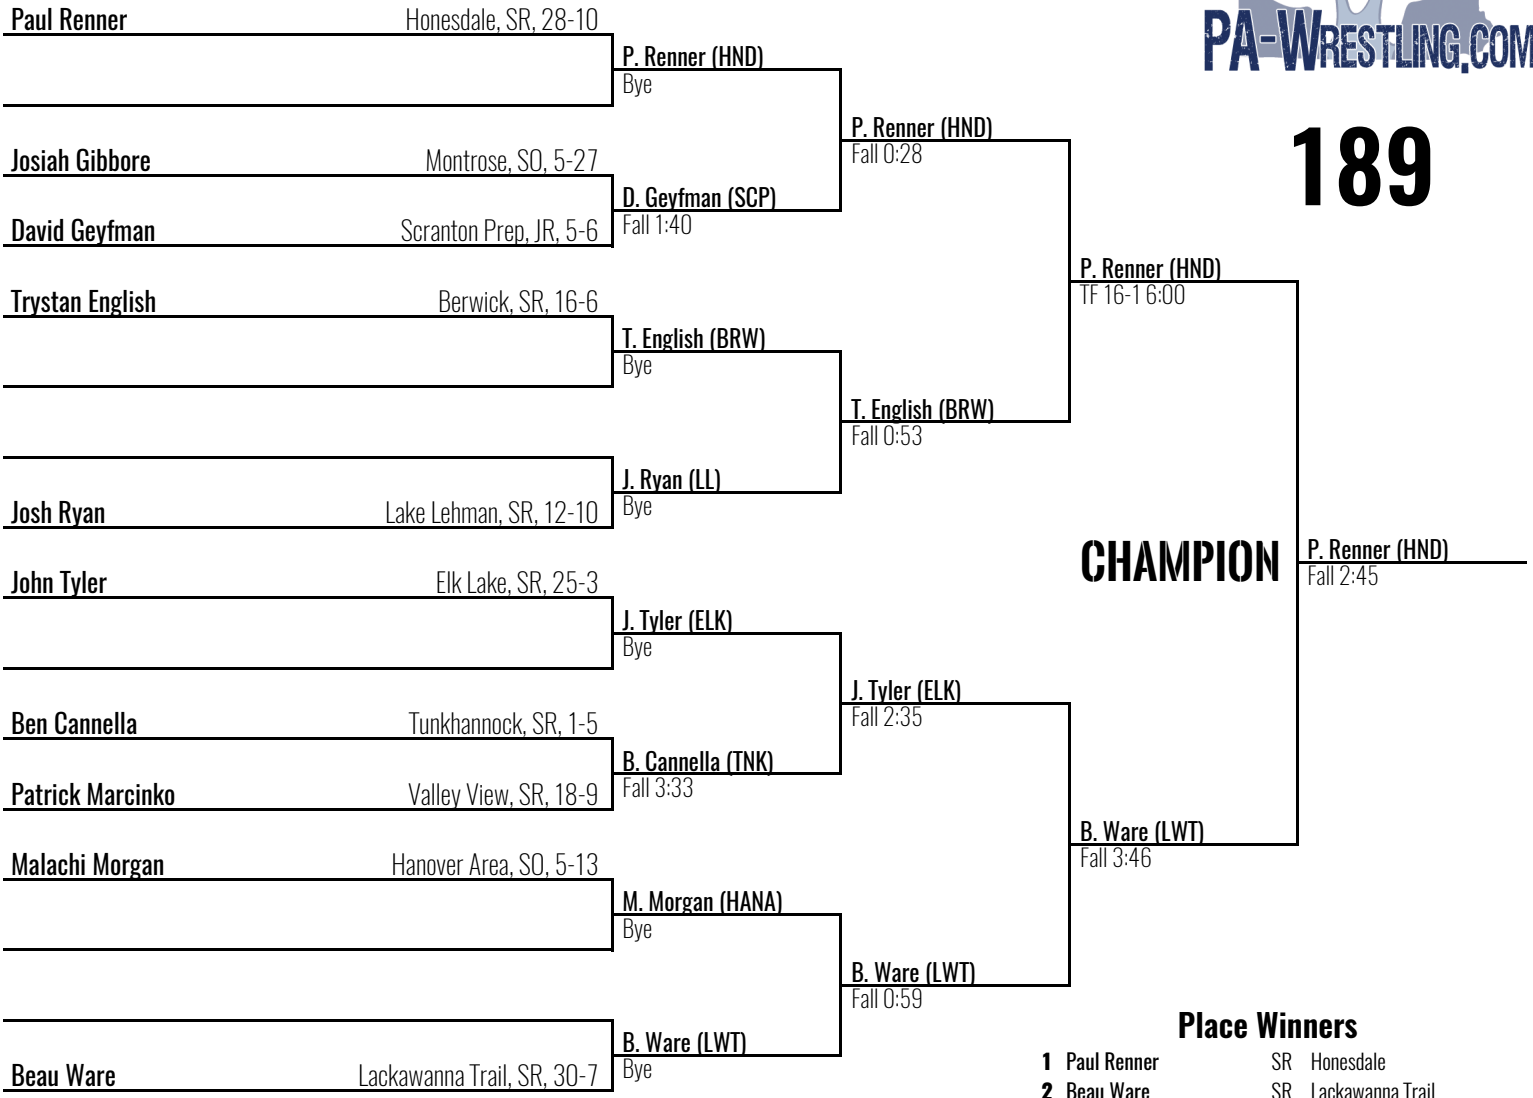 PA-WRESTLING.COM
189
Paul Renner Honesdale, SR, 28-10
P. Renner (HND)
Bye
P. Renner (HND)
Fall 0:28
Josiah Gibbore Montrose, SO, 5-27
D. Geyfman (SCP)
Fall 1:40
David Geyfman Scranton Prep, JR, 5-6
P. Renner (HND)
TF 16-1 6:00
Trystan English Berwick, SR, 16-6
T. English (BRW)
Bye
T. English (BRW)
Fall 0:53
J. Ryan (LL)
Bye
Josh Ryan Lake Lehman, SR, 12-10
CHAMPION
P. Renner (HND)
Fall 2:45
John Tyler Elk Lake, SR, 25-3
J. Tyler (ELK)
Bye
J. Tyler (ELK)
Fall 2:35
Ben Cannella Tunkhannock, SR, 1-5
B. Cannella (TNK)
Fall 3:33
Patrick Marcinko Valley View, SR, 18-9
B. Ware (LWT)
Fall 3:46
Malachi Morgan Hanover Area, SO, 5-13
M. Morgan (HANA)
Bye
B. Ware (LWT)
Fall 0:59
B. Ware (LWT)
Bye
Beau Ware Lackawanna Trail, SR, 30-7
Place Winners
1 Paul Renner SR Honesdale
2 Beau Ware SR Lackawanna Trail